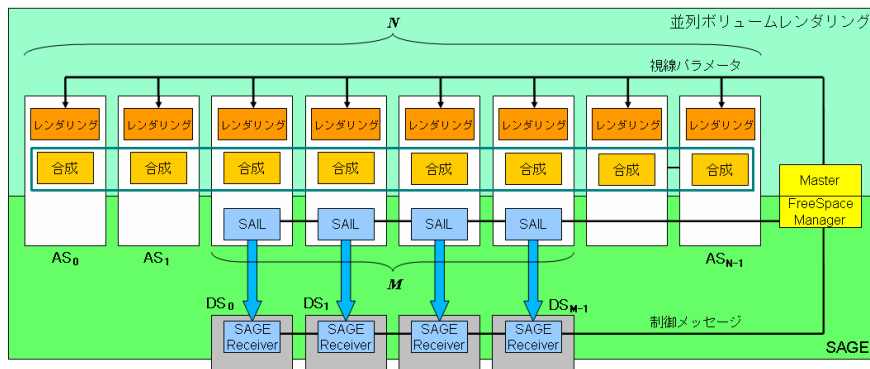 並列ボリュームレンダリング
N
視線パラメータ
レンダリング
レンダリング
レンダリング
レンダリング
レンダリング
レンダリング
レンダリング
レンダリング
合成
合成
合成
合成
合成
合成
合成
合成
Master
FreeSpace
Manager
SAIL
SAIL
SAIL
SAIL
AS0
AS1
M
ASN-1
DS0
DS1
DSM-1
SAGE
Receiver
SAGE
Receiver
SAGE
Receiver
SAGE
Receiver
制御メッセージ
SAGE